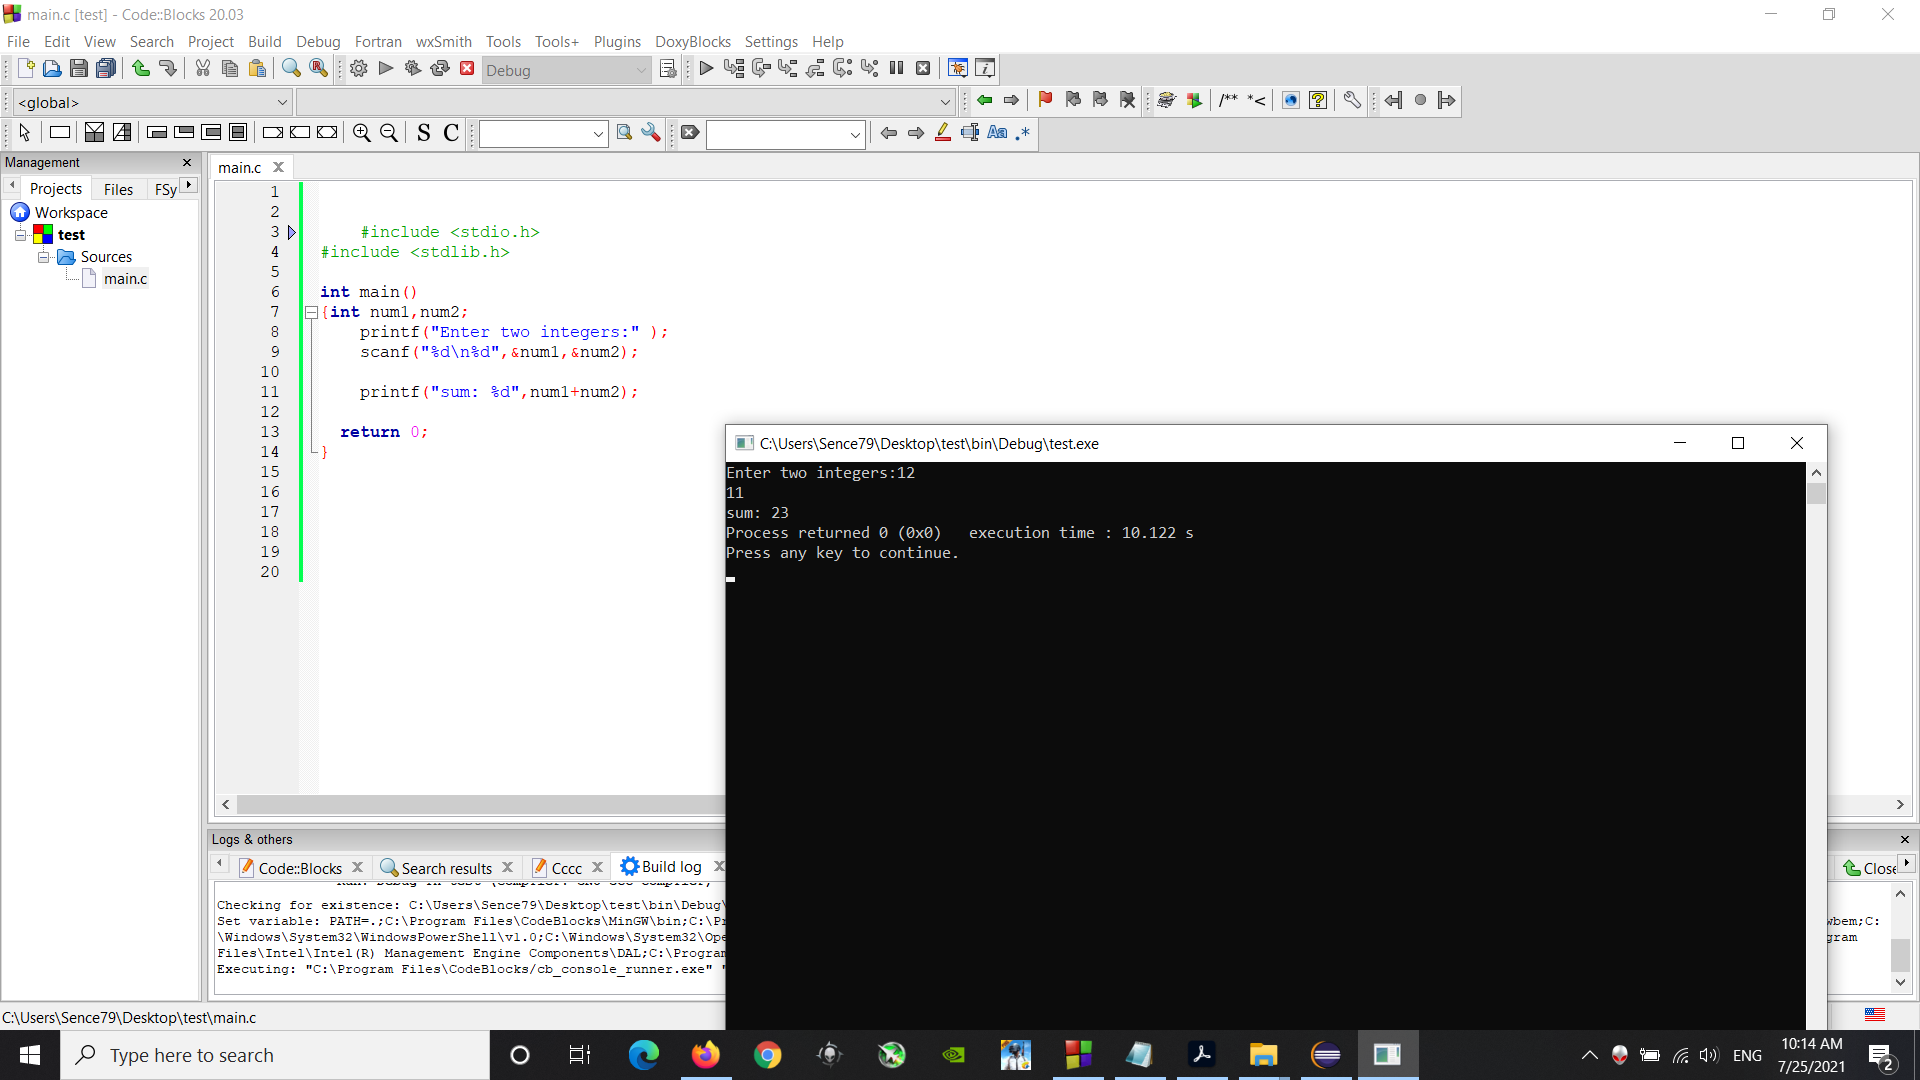 main.c [test] - Code::Blocks 20.03
File Edit View Search Project Build Debug Fortran wxSmith Tools Tools+ Plugins DoxyBlocks Settings Help
Debug
<global>
/** *<
S C
Aa .*
Management
main.c
Projects Files FSy
Workspace
test
Sources
main.c
1
2
3 #include <stdio.h>
4 #include <stdlib.h>
5
6 int main()
7 {int num1,num2;
8 printf("Enter two integers:" );
9 scanf("%d\n%d",&num1,&num2);
10
11 printf("sum: %d",num1+num2);
12
13 return 0;
14 }
15
16
17
18
19
20
C:\Users\Sence79\Desktop\test\bin\Debug\test.exe
Enter two integers:12
11
sum: 23
Process returned 0 (0x0)   execution time : 10.122 s
Press any key to continue.
Logs & others
Code::Blocks Search results Cccc Build log Close
Checking for existence: C:\Users\Sence79\Desktop\test\bin\Debug\
Set variable: PATH=.;C:\Program Files\CodeBlocks\MinGW\bin;C:\Pr wbem;C:
\Windows\System32\WindowsPowerShell\v1.0;C:\Windows\System32\Ope gram
Files\Intel\Intel(R) Management Engine Components\DAL;C:\Program
Executing: "C:\Program Files\CodeBlocks/cb_console_runner.exe" "
C:\Users\Sence79\Desktop\test\main.c
Type here to search
ENG
10:14 AM
7/25/2021
2